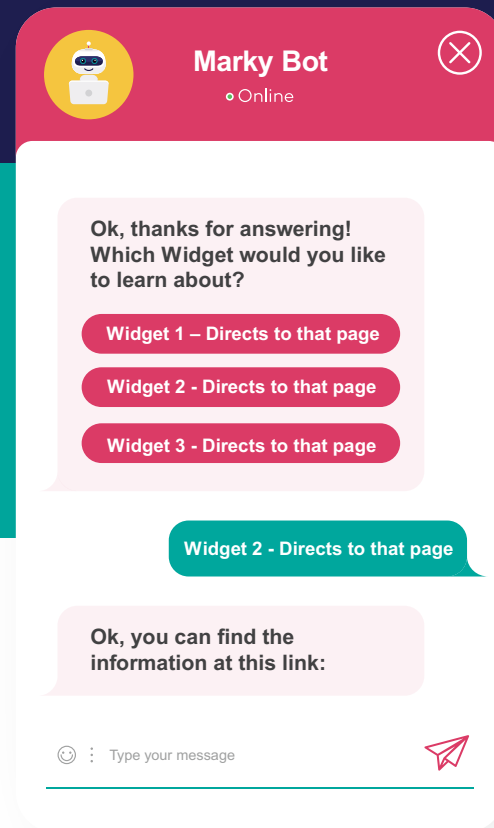 Marky Bot
Online
Ok, thanks for answering!
Which Widget would you like
to learn about?
Widget 1 – Directs to that page
Widget 2 - Directs to that page
Widget 3 - Directs to that page
Widget 2 - Directs to that page
Ok, you can find the
information at this link:
Type your message